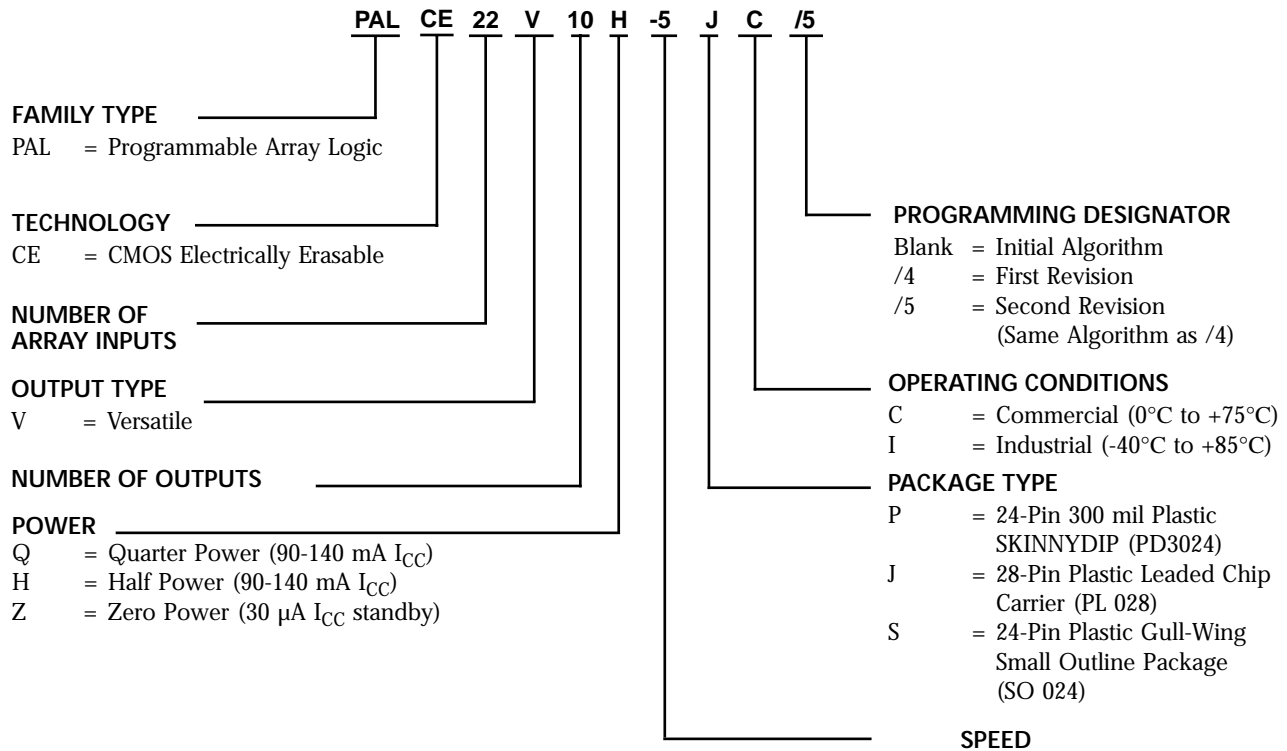 PAL CE 22 V 10 H -5 J C /5
FAMILY TYPE
PAL = Programmable Array Logic
TECHNOLOGY
CE = CMOS Electrically Erasable
NUMBER OF
ARRAY INPUTS
OUTPUT TYPE
V = Versatile
NUMBER OF OUTPUTS
POWER
Q = Quarter Power (90-140 mA ICC)
H = Half Power (90-140 mA ICC)
Z = Zero Power (30 µA ICC standby)
PROGRAMMING DESIGNATOR
Blank = Initial Algorithm
/4 = First Revision
/5 = Second Revision
(Same Algorithm as /4)
OPERATING CONDITIONS
C = Commercial (0°C to +75°C)
I = Industrial (-40°C to +85°C)
PACKAGE TYPE
P = 24-Pin 300 mil Plastic
SKINNYDIP (PD3024)
J = 28-Pin Plastic Leaded Chip
Carrier (PL 028)
S = 24-Pin Plastic Gull-Wing
Small Outline Package
(SO 024)
SPEED